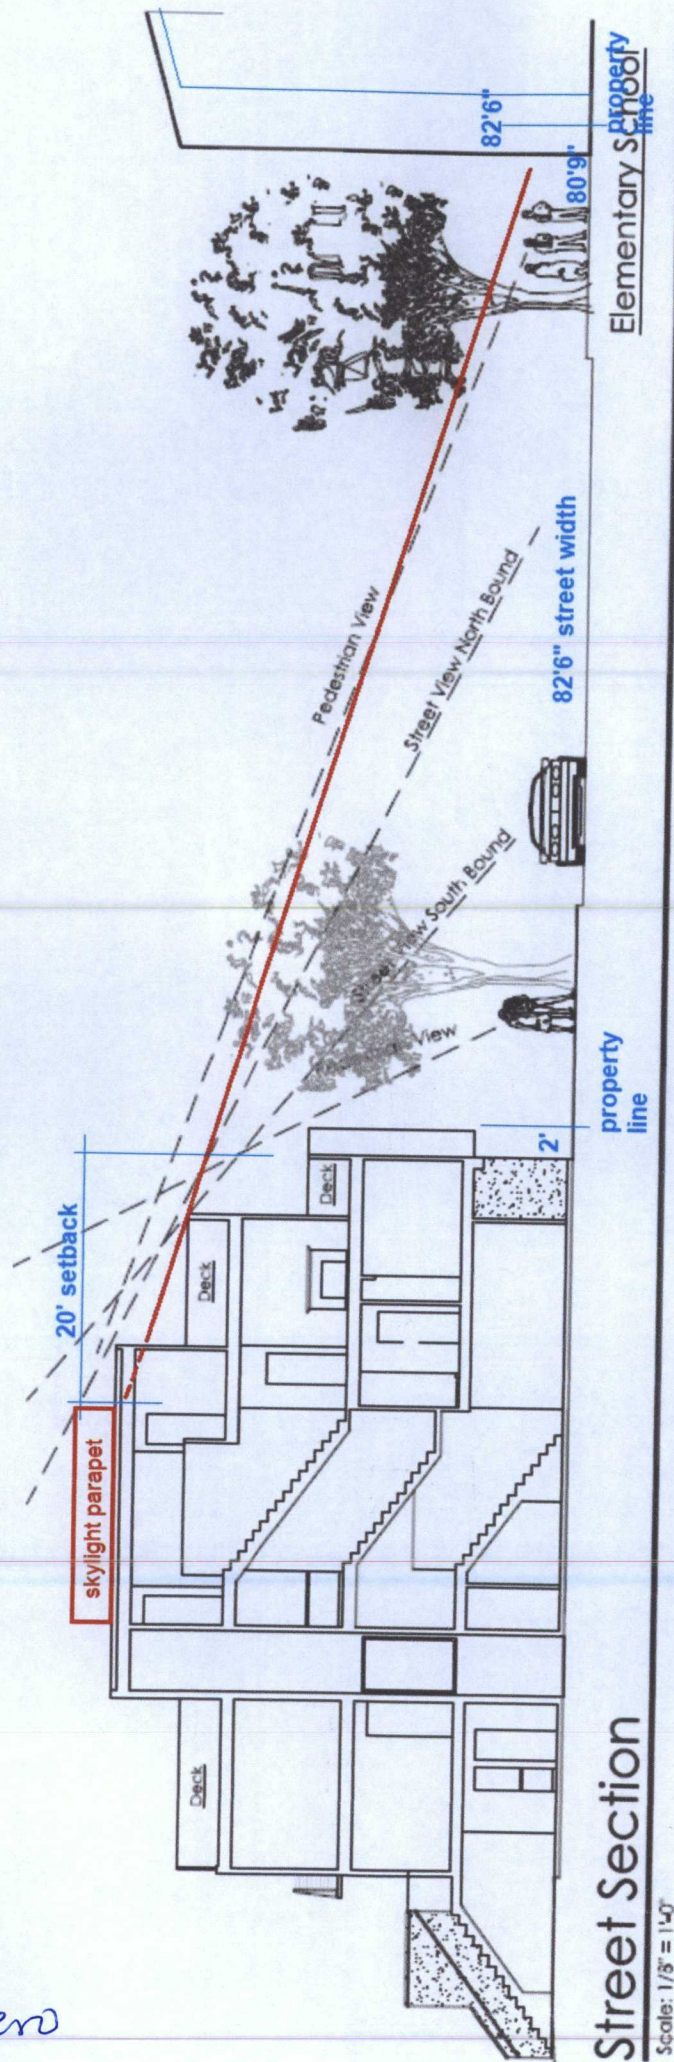 skylight parapet
20' setback
Deck
Deck
Deck
Pedestrian View
Street View North Bound
View South Bound
View
2'
property
line
82'6" street width
80'9"
82'6"
property
line
Elementary School
Street Section
Scale: 1/8" = 1'-0"